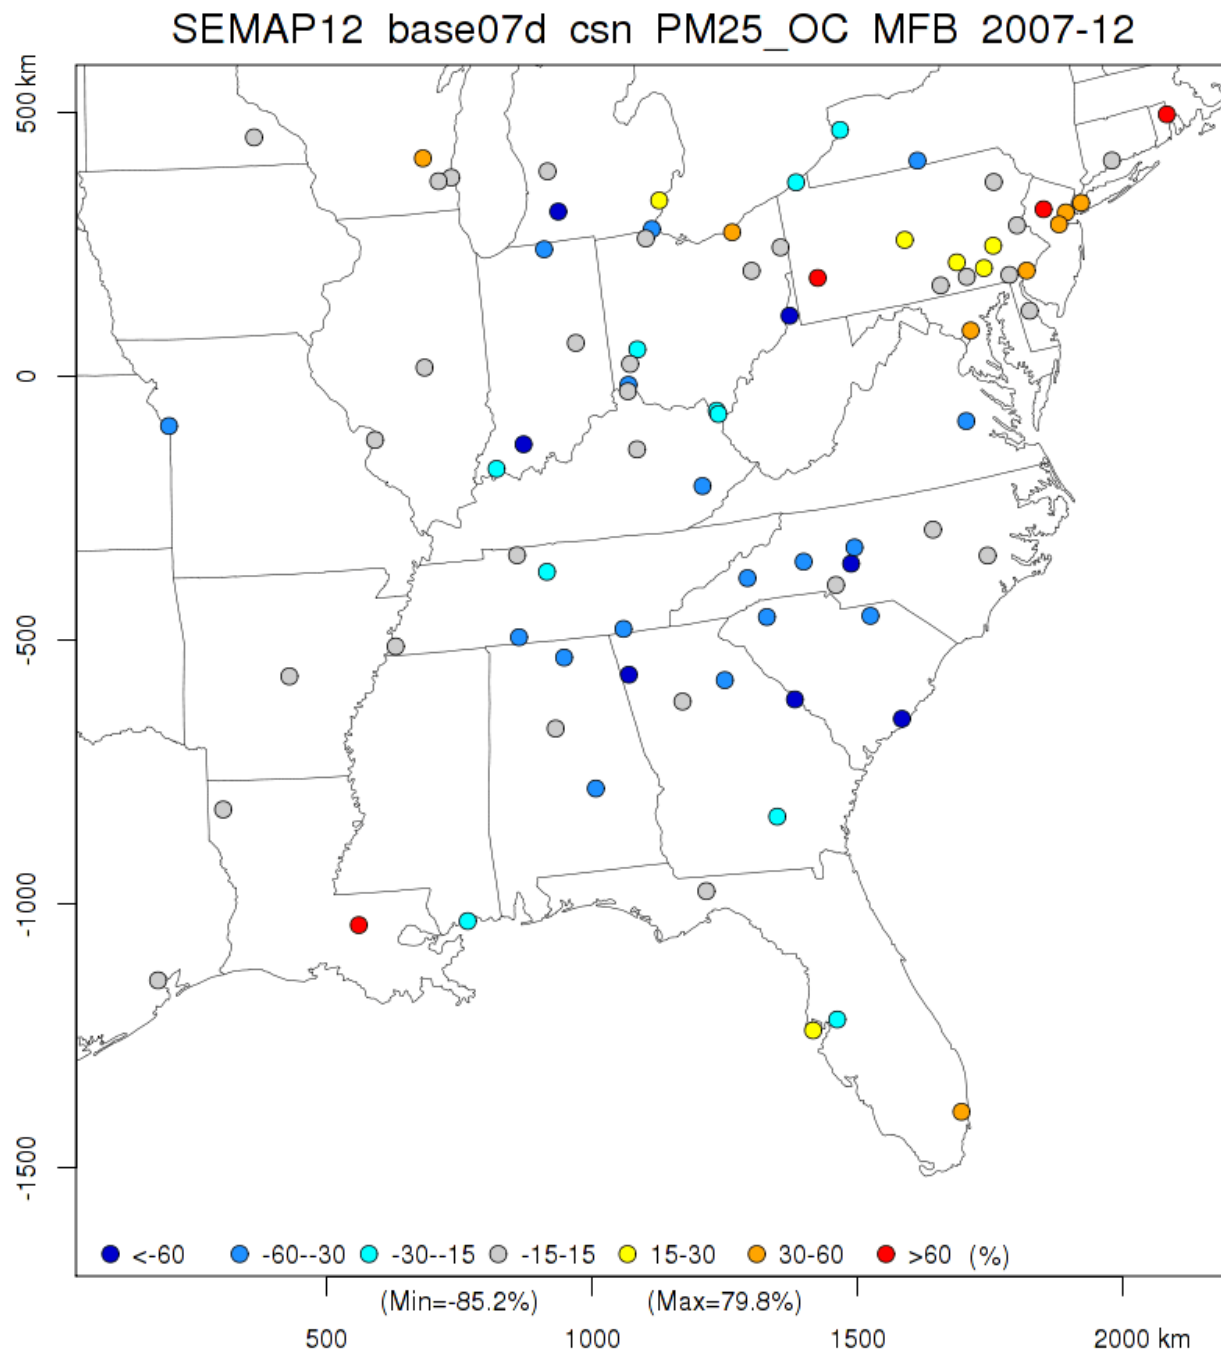 SEMAP12 base07d csn PM25_OC MFB 2007-12
500 km
0
-500
-1000
-1500
<-60 -60--30 -30--15 -15-15 15-30 30-60 >60 (%)
(Min=-85.2%) (Max=79.8%)
500 1000 1500 2000 km